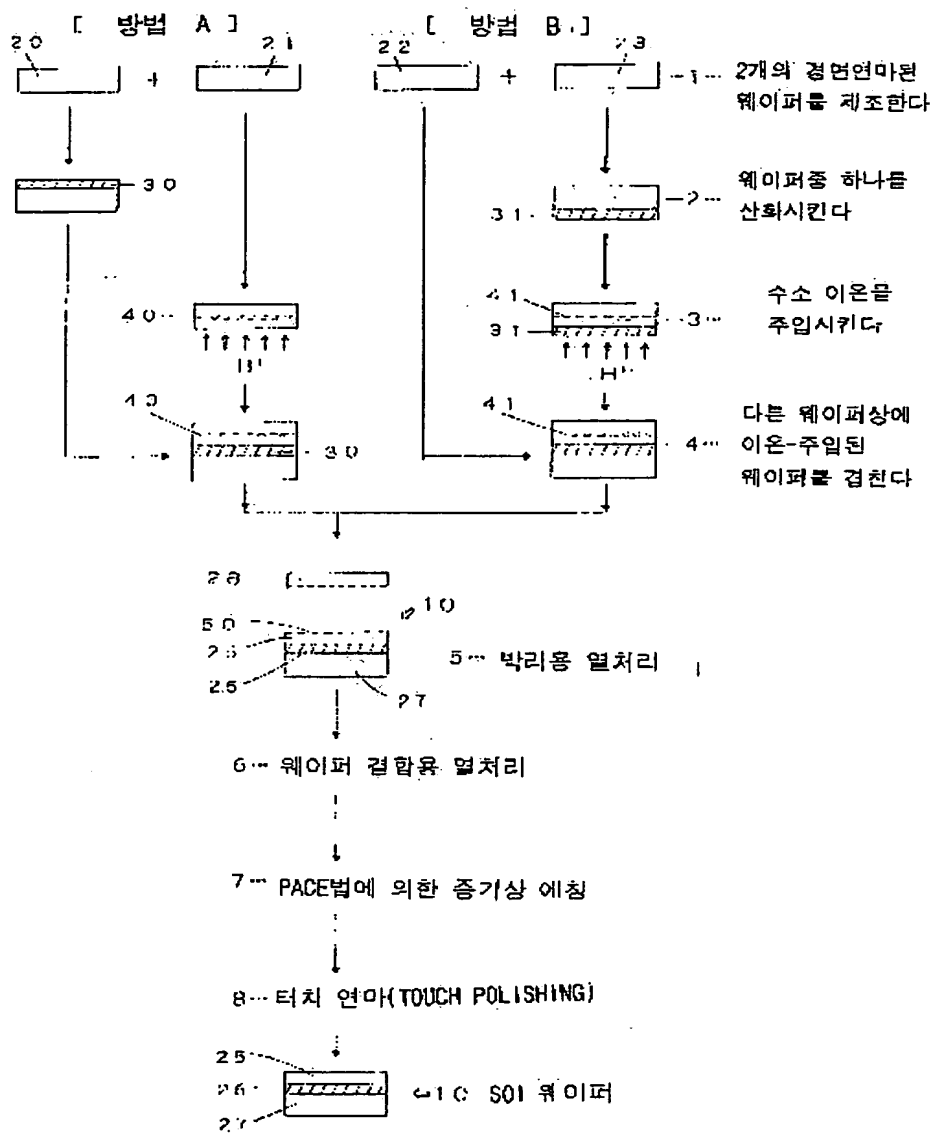 [ 방법 A ]
[ 방법 B ]
20
21
22
23
+
+
1… 2개의 경면연마된
웨이퍼를 제조한다
30
31
2… 웨이퍼중 하나를
산화시킨다
40
41
31
3… 수소 이온을
주입시키다
40
30
41
4… 다른 웨이퍼상에
이온-주입된
웨이퍼를 겹친다
28
50
10
26
25
27
5… 박리용 열처리
6… 웨이퍼 결합용 열처리
7… PACE법에 의한 증기상 에칭
8… 터치 연마(TOUCH POLISHING)
25
26
27
10 SOI 웨이퍼